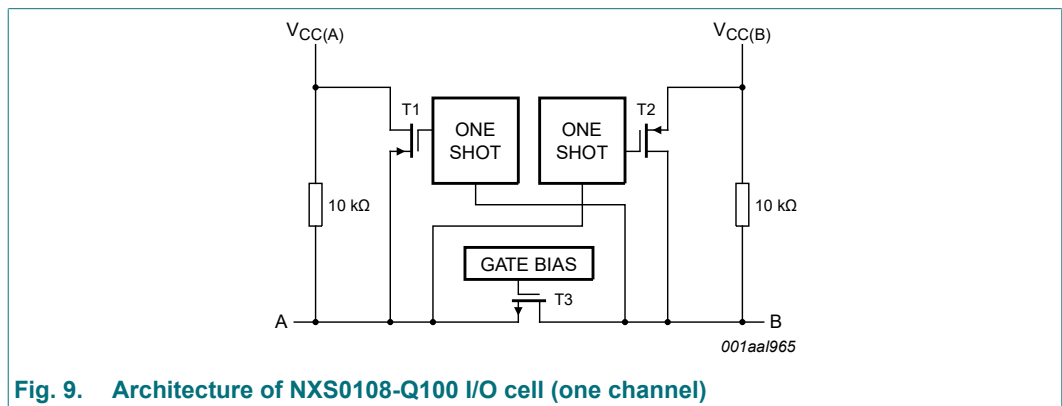 VCC(A)
VCC(B)
T1
ONE
SHOT
ONE
SHOT
T2
10 kΩ
10 kΩ
GATE BIAS
T3
A
B
001aal965
Fig. 9. Architecture of NXS0108-Q100 I/O cell (one channel)